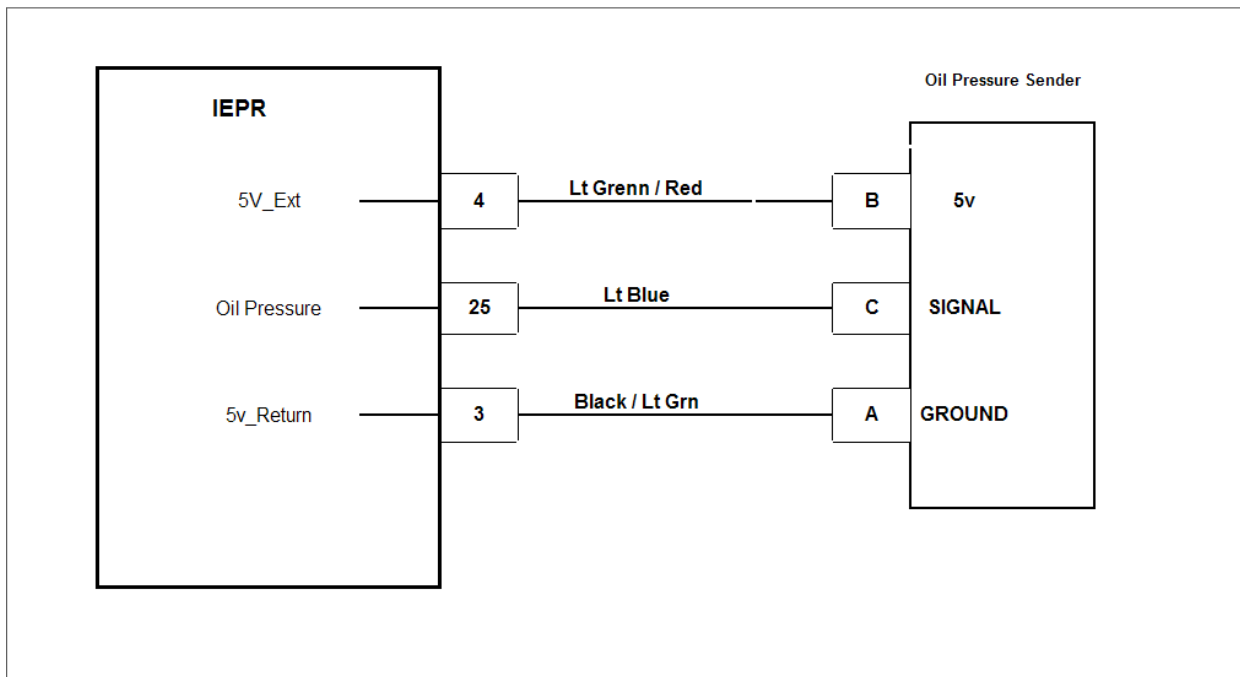 Oil Pressure Sender
IEPR
5V_Ext
4
Lt Grenn / Red
B
5v
Oil Pressure
25
Lt Blue
C
SIGNAL
5v_Return
3
Black / Lt Grn
A
GROUND